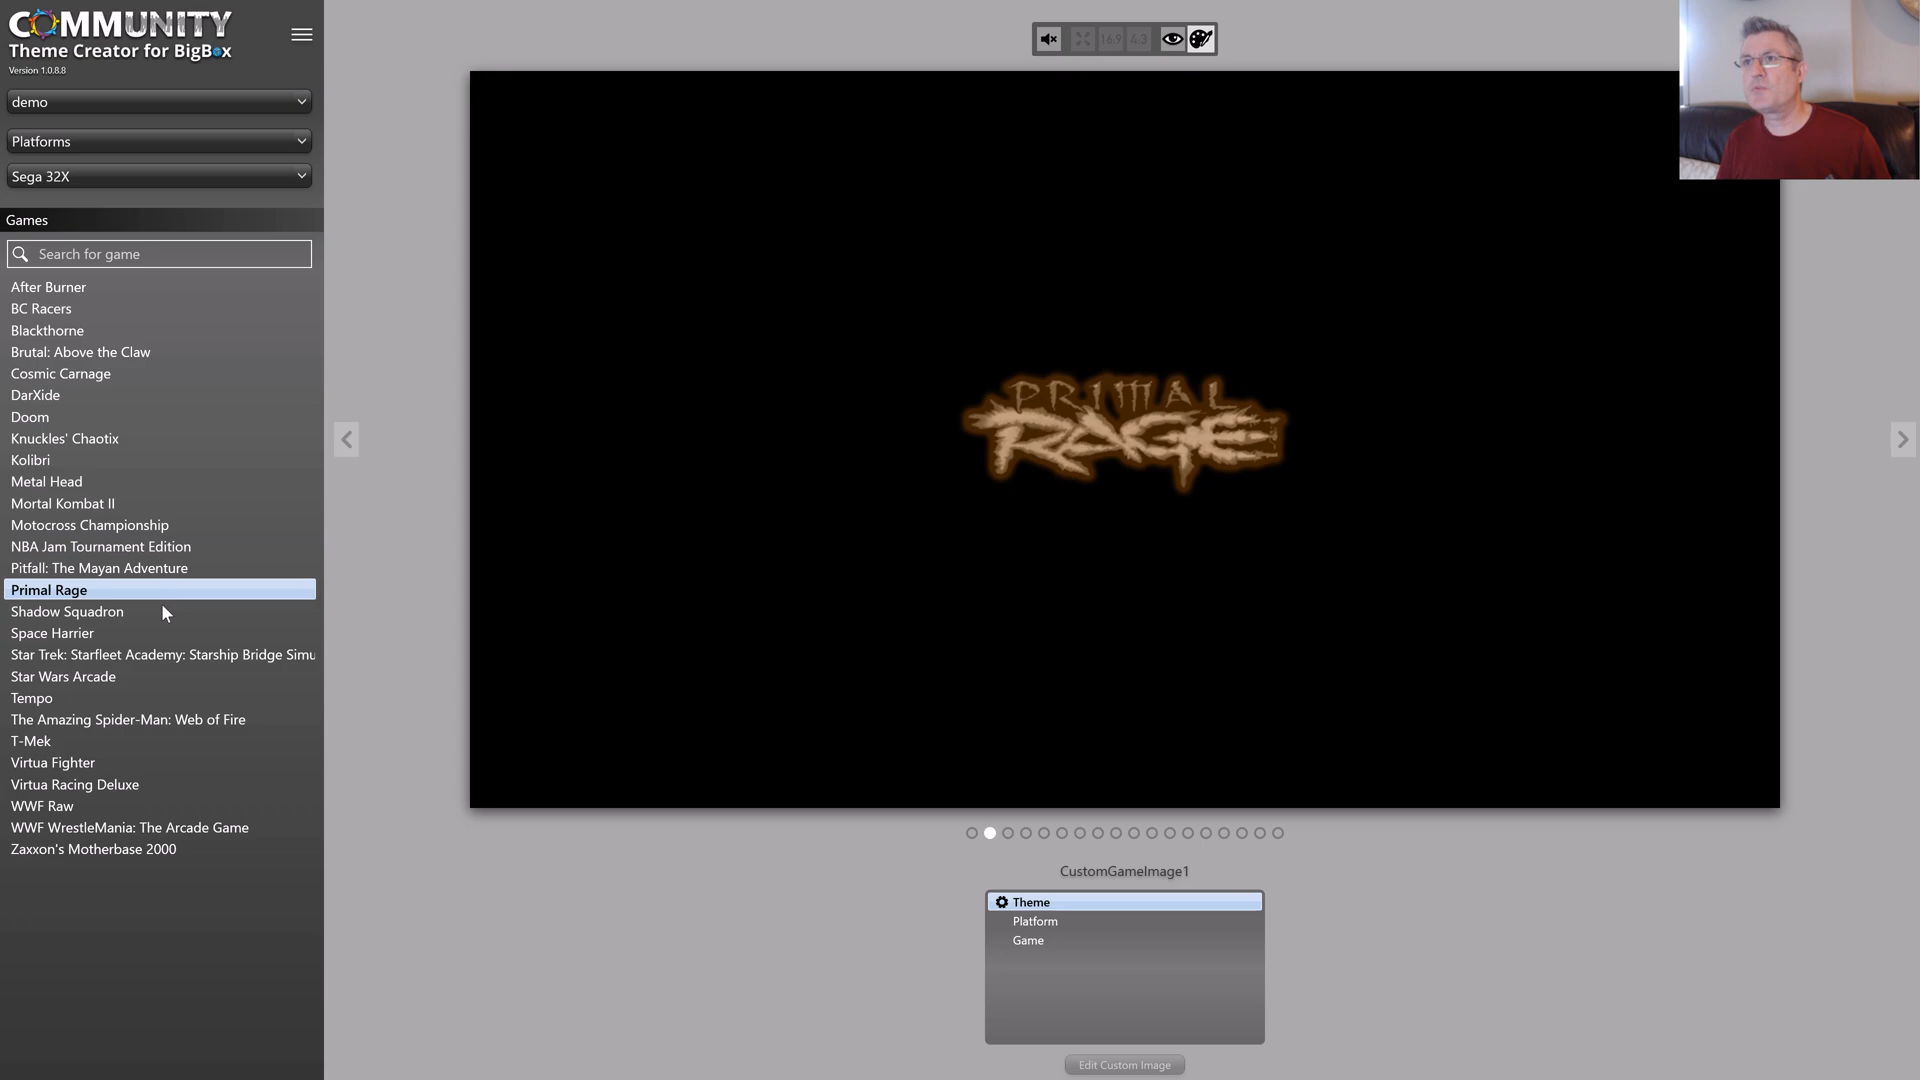 COMMUNITY
Theme Creator for BigBox
Version 1.0.8.8
demo
Platforms
Sega 32X
Games
Search for game
After Burner
BC Racers
Blackthorne
Brutal: Above the Claw
Cosmic Carnage
DarXide
Doom
Knuckles' Chaotix
Kolibri
Metal Head
Mortal Kombat II
Motocross Championship
NBA Jam Tournament Edition
Pitfall: The Mayan Adventure
Primal Rage
Shadow Squadron
Space Harrier
Star Trek: Starfleet Academy: Starship Bridge Simu
Star Wars Arcade
Tempo
The Amazing Spider-Man: Web of Fire
T-Mek
Virtua Fighter
Virtua Racing Deluxe
WWF Raw
WWF WrestleMania: The Arcade Game
Zaxxon's Motherbase 2000
16:9 4:3
PRIMAL
RAGE
CustomGameImage1
Theme
Platform
Game
Edit Custom Image